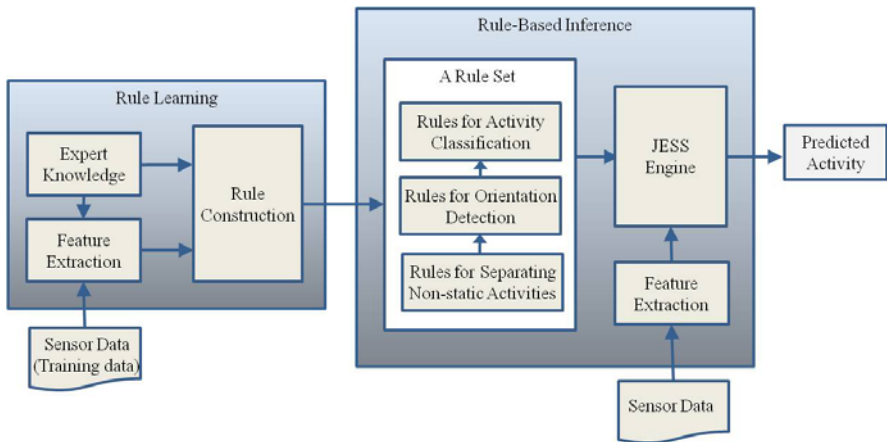 Rule Learning
Expert
Knowledge
Feature
Extraction
Rule
Construction
Sensor Data
(Training data)
Rule-Based Inference
A Rule Set
Rules for Activity
Classification
Rules for Orientation
Detection
Rules for Separating
Non-static Activities
JESS
Engine
Feature
Extraction
Sensor Data
Predicted
Activity